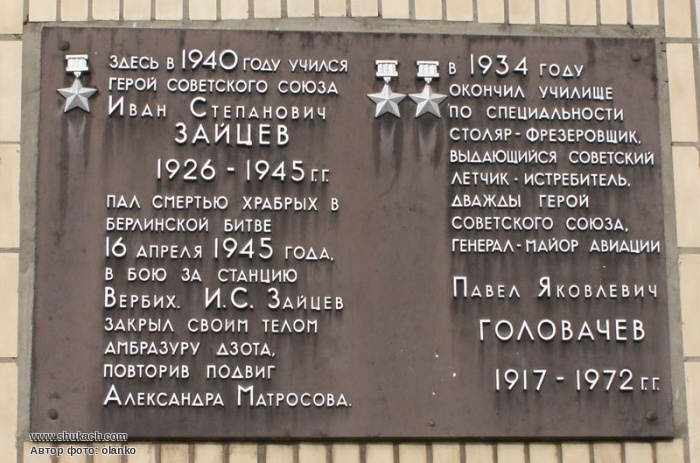 ЗДЕСЬ В 1940 ГОДУ УЧИЛСЯ
ГЕРОЙ СОВЕТСКОГО СОЮЗА
ИВАН СТЕПАНОВИЧ
ЗАЙЦЕВ
1926 - 1945 Г.Г.
ПАЛ СМЕРТЬЮ ХРАБРЫХ В
БЕРЛИНСКОЙ БИТВЕ
16 АПРЕЛЯ 1945 ГОДА,
В БОЮ ЗА СТАНЦИЮ
ВЕРБИХ. И.С. ЗАЙЦЕВ
ЗАКРЫЛ СВОИМ ТЕЛОМ
АМБРАЗУРУ ДЗОТА,
ПОВТОРИВ ПОДВИГ
АЛЕКСАНДРА МАТРОСОВА.
В 1934 ГОДУ
ОКОНЧИЛ УЧИЛИЩЕ
ПО СПЕЦИАЛЬНОСТИ
СТОЛЯР-ФРЕЗЕРОВЩИК,
ВЫДАЮЩИЙСЯ СОВЕТСКИЙ
ЛЕТЧИК - ИСТРЕБИТЕЛЬ,
ДВАЖДЫ ГЕРОЙ
СОВЕТСКОГО СОЮЗА,
ГЕНЕРАЛ-МАЙОР АВИАЦИИ
ПАВЕЛ ЯКОВЛЕВИЧ
ГОЛОВАЧЕВ
1917 - 1972 Г.Г.
www.shukach.com
Автор фото: olanko